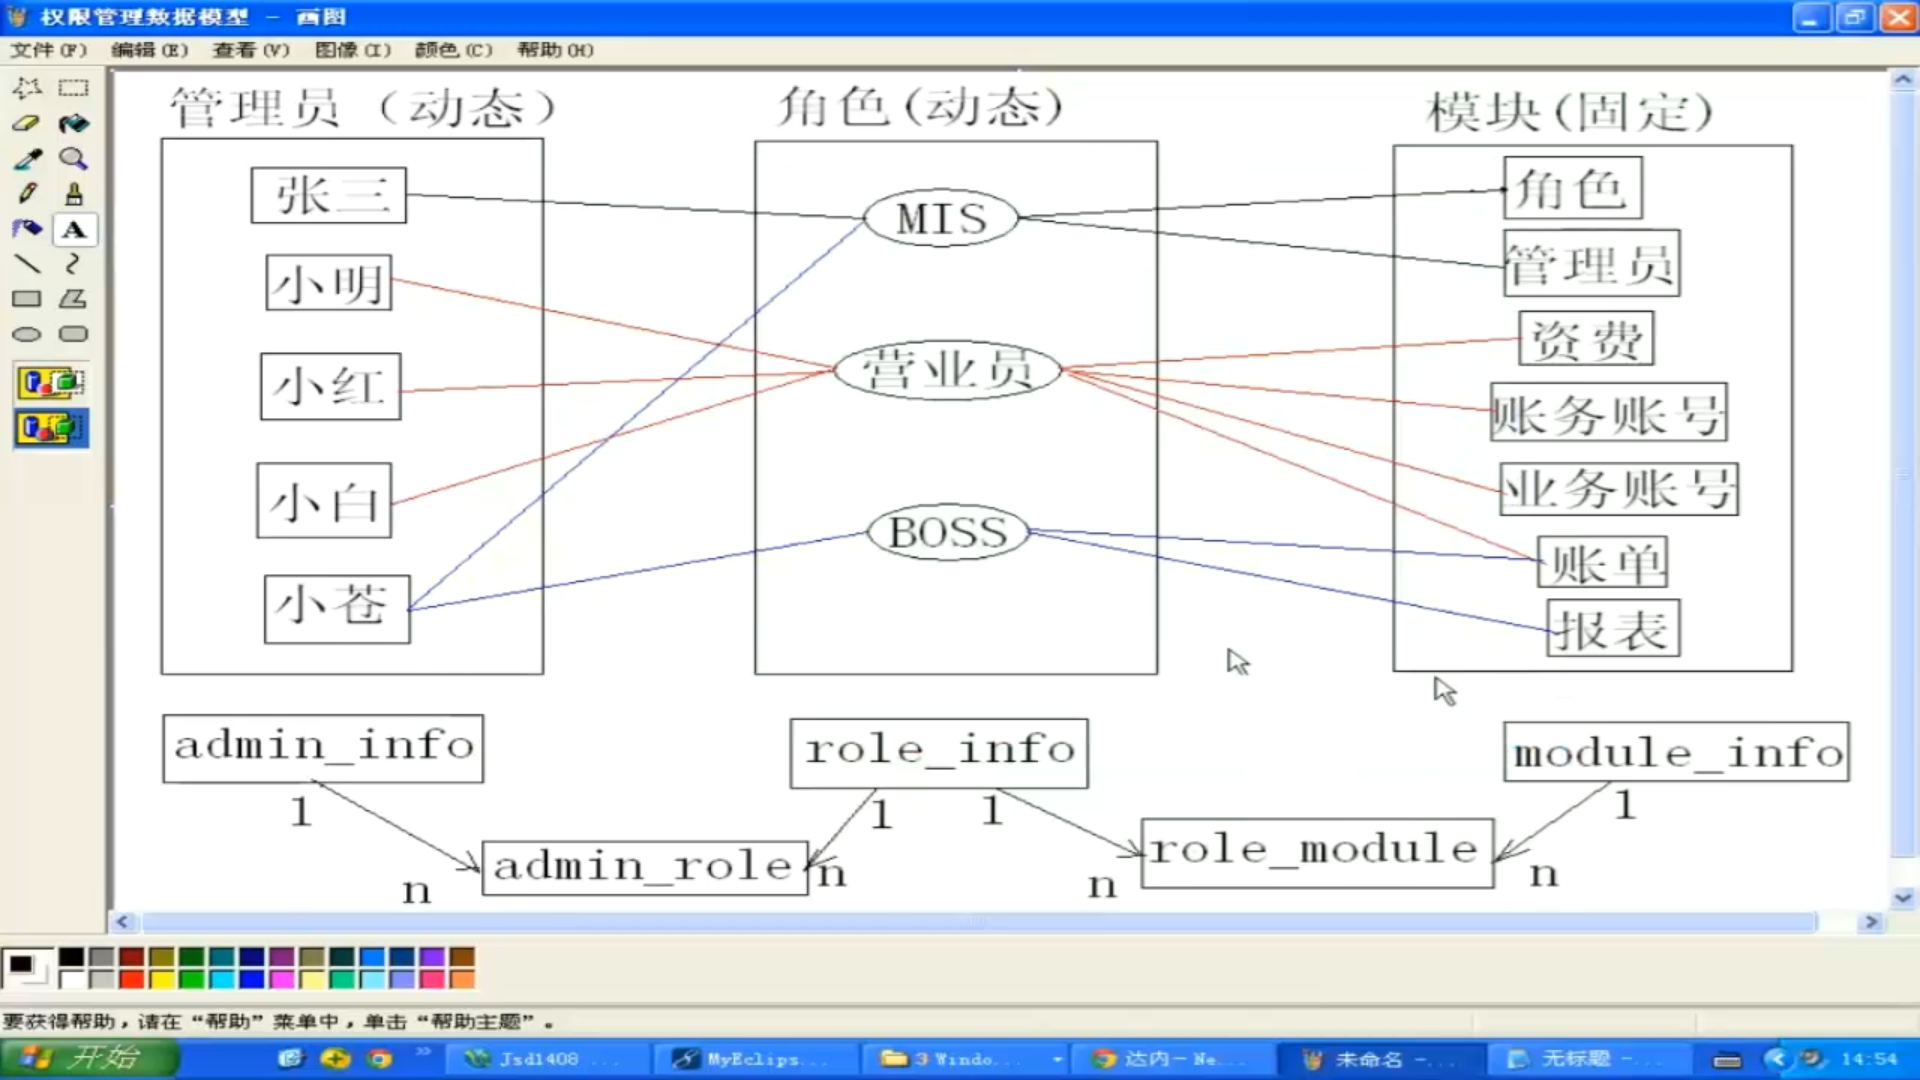 权限管理数据模型 - 画图
文件(F) 编辑(E) 查看(V) 图像(I) 颜色(C) 帮助(H)
管理员（动态） 角色(动态) 模块(固定)
张三 MIS 角色
管理员
小明
资费
小红 营业员
账务账号
小白 业务账号
BOSS 账单
小苍 报表
admin_info role_info module_info
1 1 1 1
admin_role role_module
n n n n
要获得帮助，请在“帮助”菜单中，单击“帮助主题”。
开始 Jsd1408 ... MyEclips... 3 Windo... 达内－Ne... 未命名 -... 无标题 -... 14:54